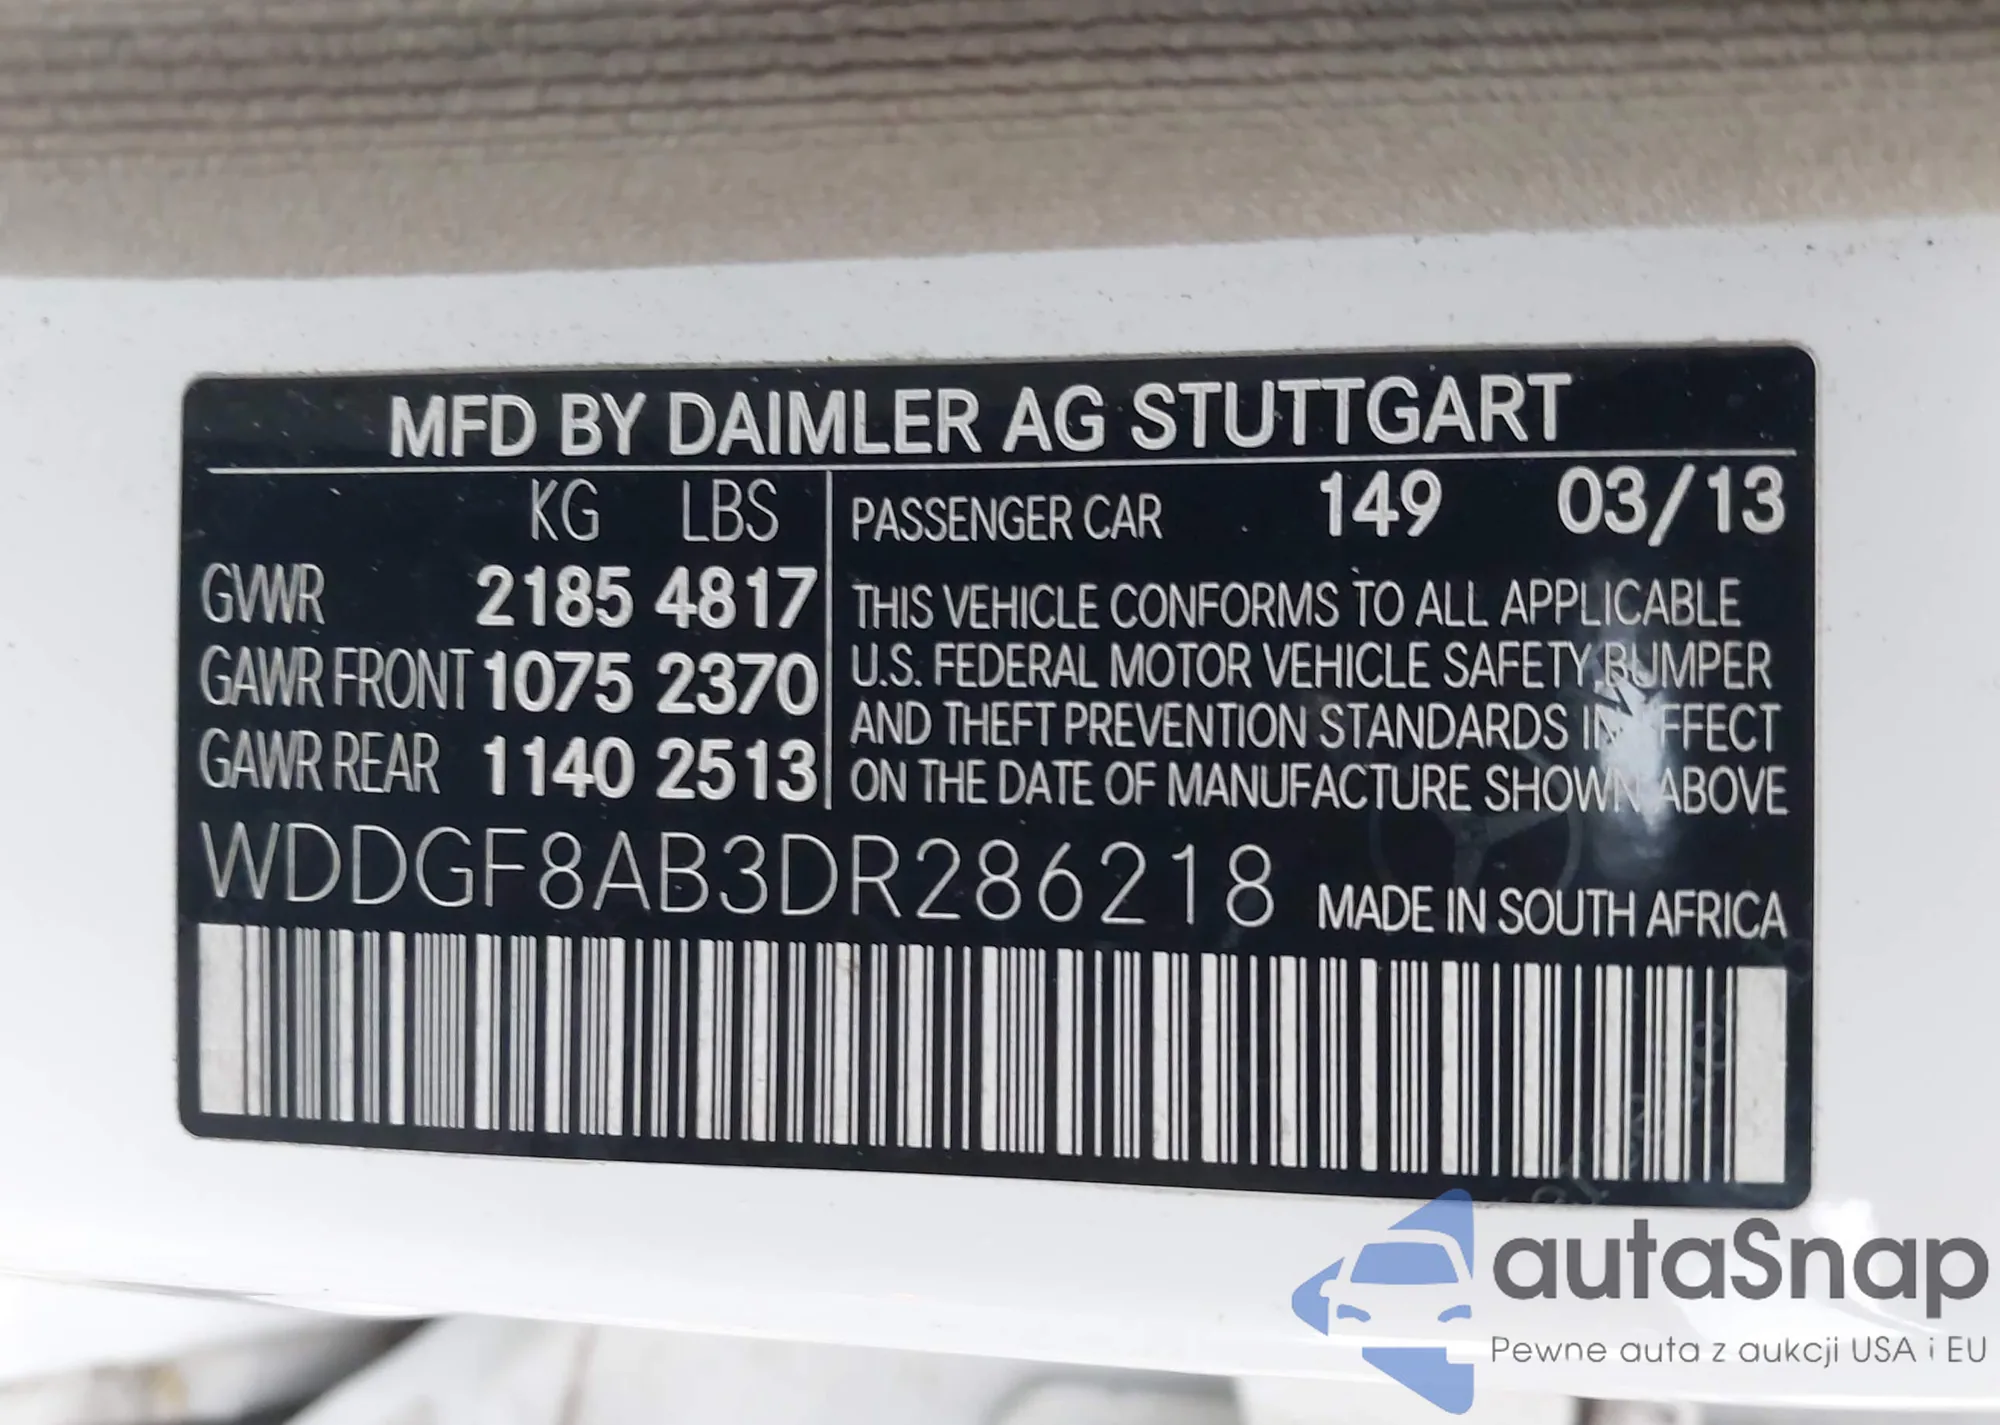 MFD BY DAIMLER AG STUTTGART
KG LBS
GVWR 2185 4817
GAWR FRONT 1075 2370
GAWR REAR 1140 2513
PASSENGER CAR 149 03/13
THIS VEHICLE CONFORMS TO ALL APPLICABLE
U.S. FEDERAL MOTOR VEHICLE SAFETY, BUMPER
AND THEFT PREVENTION STANDARDS IN EFFECT
ON THE DATE OF MANUFACTURE SHOWN ABOVE
WDDGF8AB3DR286218
MADE IN SOUTH AFRICA
autaSnap
Pewne auta z aukcji USA i EU